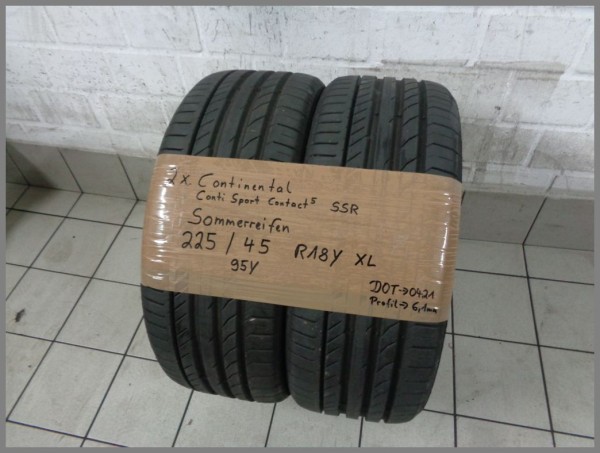 2x Continental
Conti Sport Contact⁵ SSR
Sommerreifen
225 / 45 R18Y XL
95Y
DOT→0421
Profil→6,1mm